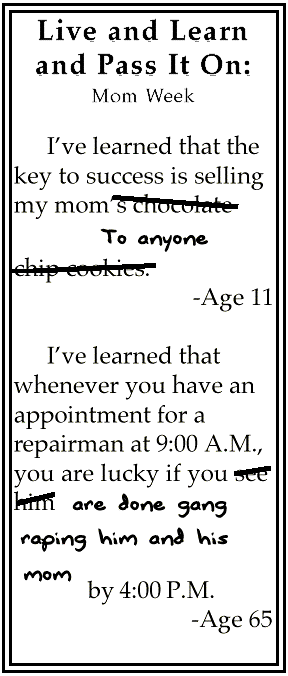 Live and Learn
and Pass It On:
Mom Week
I've learned that the
key to success is selling
my mom's chocolate
To anyone
chip cookies.
-Age 11
I've learned that
whenever you have an
appointment for a
repairman at 9:00 A.M.,
you are lucky if you see
him are done gang
raping him and his
mom
by 4:00 P.M.
-Age 65